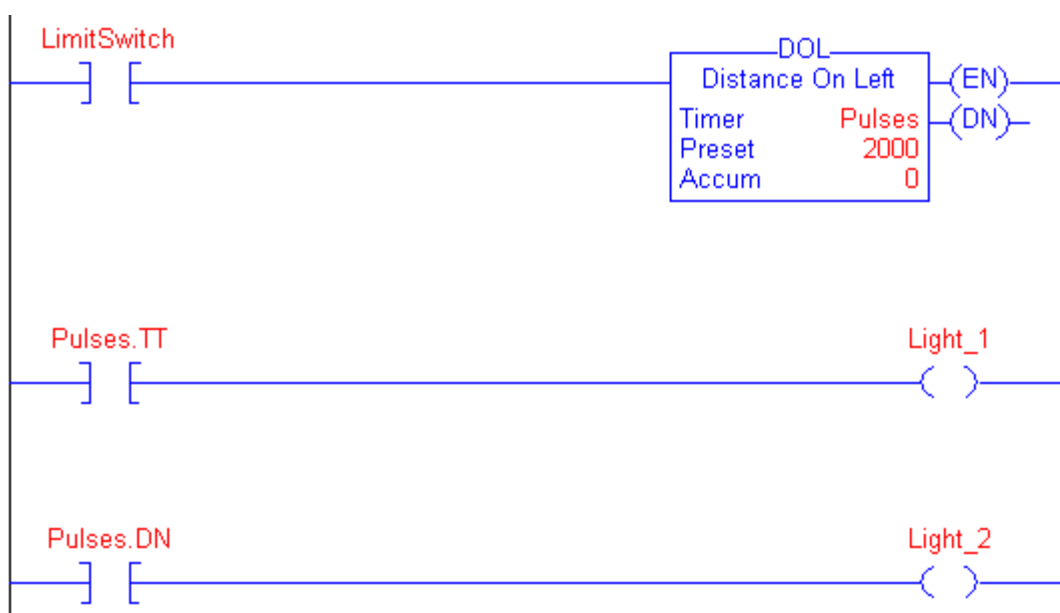 LimitSwitch
DOL
Distance On Left
EN
Timer Pulses
DN
Preset 2000
Accum 0
Pulses.TT
Light_1
Pulses.DN
Light_2